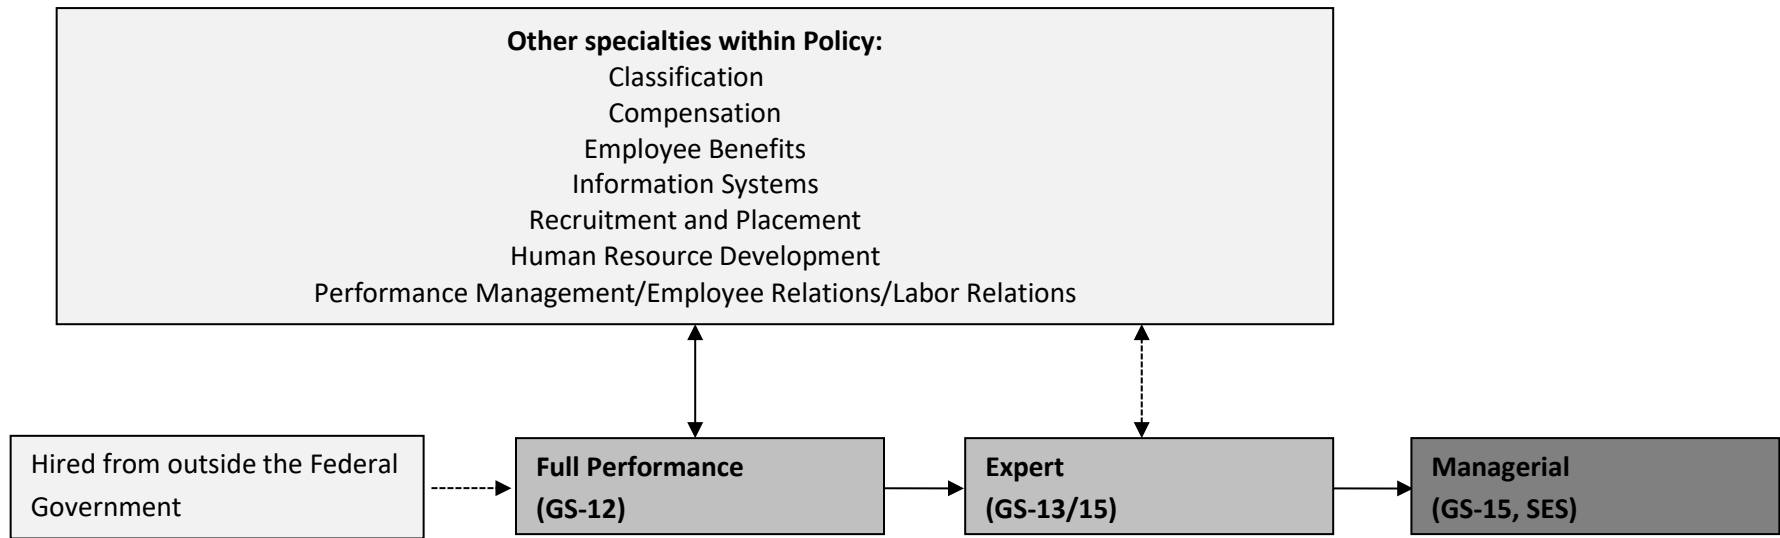 Other specialties within Policy:
Classification
Compensation
Employee Benefits
Information Systems
Recruitment and Placement
Human Resource Development
Performance Management/Employee Relations/Labor Relations
Hired from outside the Federal
Government
Full Performance
(GS-12)
Expert
(GS-13/15)
Managerial
(GS-15, SES)